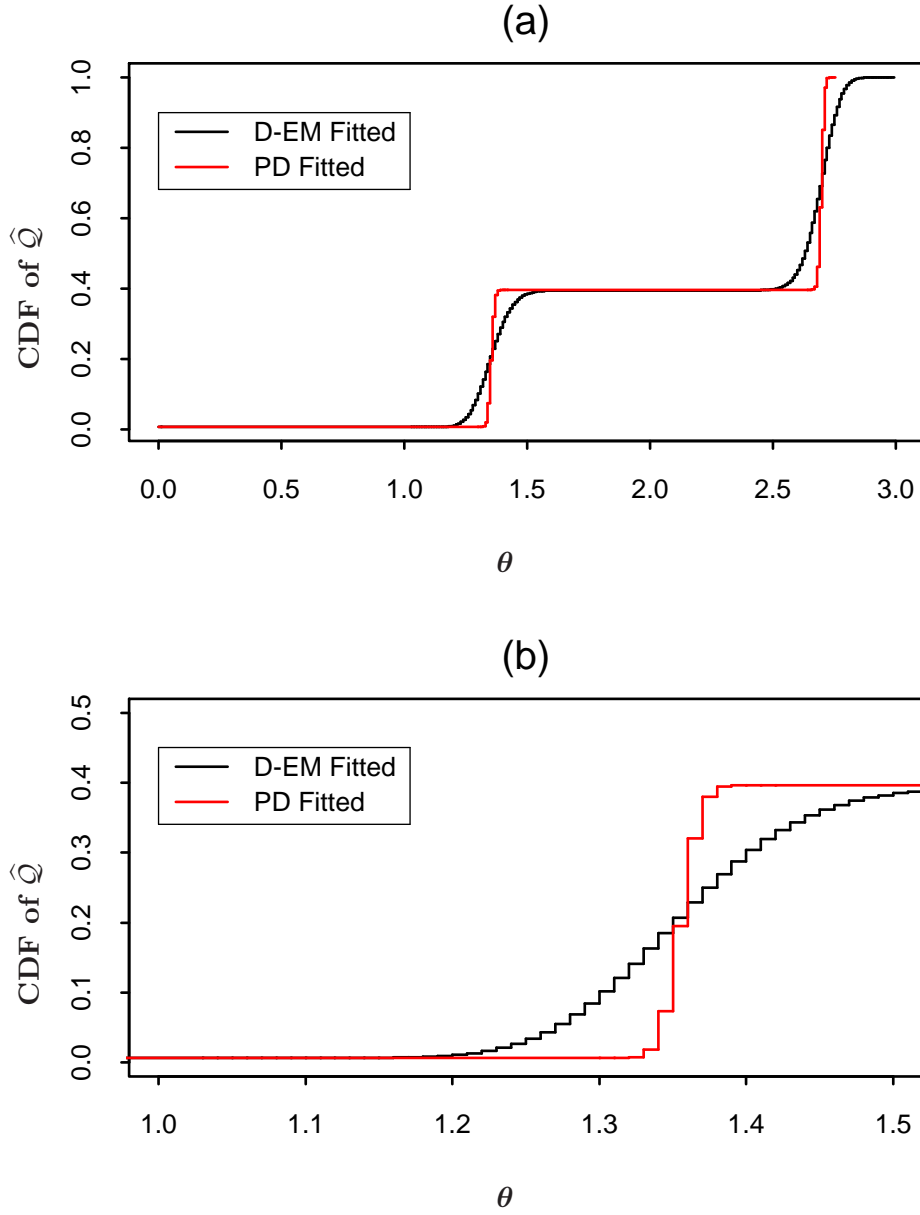 (a)
CDF of Q̂
1.0
0.8
0.6
0.4
0.2
0.0
D-EM Fitted
PD Fitted
0.0 0.5 1.0 1.5 2.0 2.5 3.0
θ
(b)
CDF of Q̂
0.5
0.4
0.3
0.2
0.1
0.0
D-EM Fitted
PD Fitted
1.0 1.1 1.2 1.3 1.4 1.5
θ